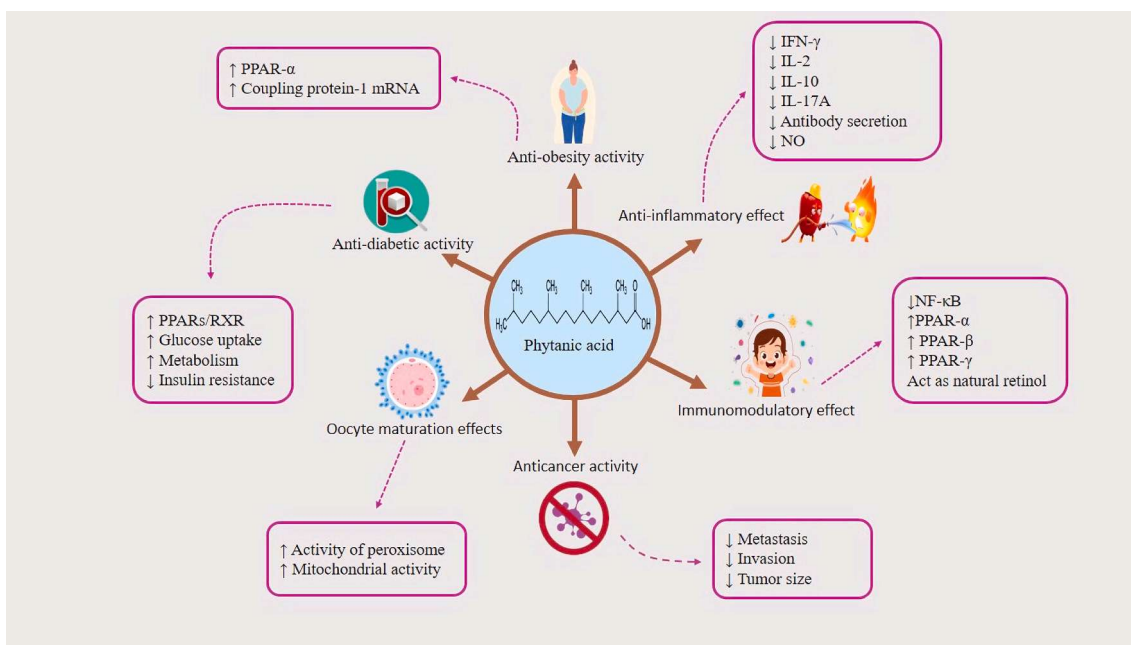 ↑ PPAR-α
↑ Coupling protein-1 mRNA
Anti-obesity activity
↓ IFN-γ
↓ IL-2
↓ IL-10
↓ IL-17A
↓ Antibody secretion
↓ NO
Anti-inflammatory effect
Anti-diabetic activity
↑ PPARs/RXR
↑ Glucose uptake
↑ Metabolism
↓ Insulin resistance
CH₃ CH₃ CH₃ CH₃ O
H₃C OH
Phytanic acid
↓NF-κB
↑PPAR-α
↑ PPAR-β
↑ PPAR-γ
Act as natural retinol
Immunomodulatory effect
Oocyte maturation effects
↑ Activity of peroxisome
↑ Mitochondrial activity
Anticancer activity
↓ Metastasis
↓ Invasion
↓ Tumor size